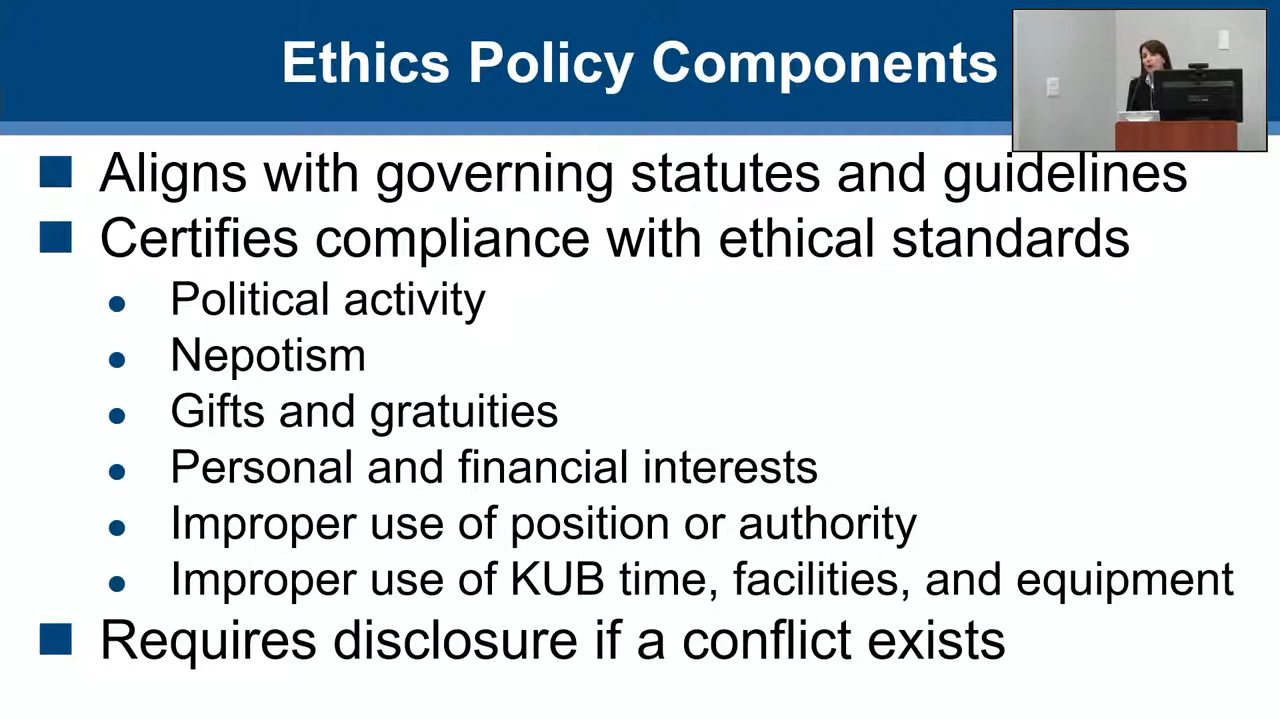 Ethics Policy Components
Aligns with governing statutes and guidelines
Certifies compliance with ethical standards
Political activity
Nepotism
Gifts and gratuities
Personal and financial interests
Improper use of position or authority
Improper use of KUB time, facilities, and equipment
Requires disclosure if a conflict exists